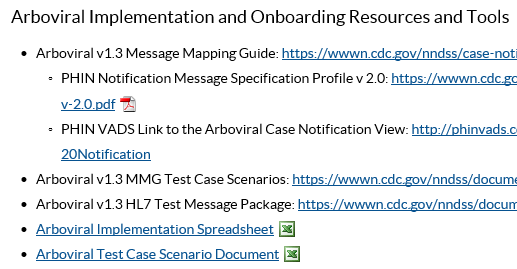 Arboviral Implementation and Onboarding Resources and Tools
• Arboviral v1.3 Message Mapping Guide: https://wwwn.cdc.gov/nndss/case-noti
◦ PHIN Notification Message Specification Profile v 2.0: https://wwwn.cdc.gc
v-2.0.pdf
◦ PHIN VADS Link to the Arboviral Case Notification View: http://phinvads.c
20Notification
• Arboviral v1.3 MMG Test Case Scenarios: https://wwwn.cdc.gov/nndss/docume
• Arboviral v1.3 HL7 Test Message Package: https://wwwn.cdc.gov/nndss/docum
• Arboviral Implementation Spreadsheet
• Arboviral Test Case Scenario Document